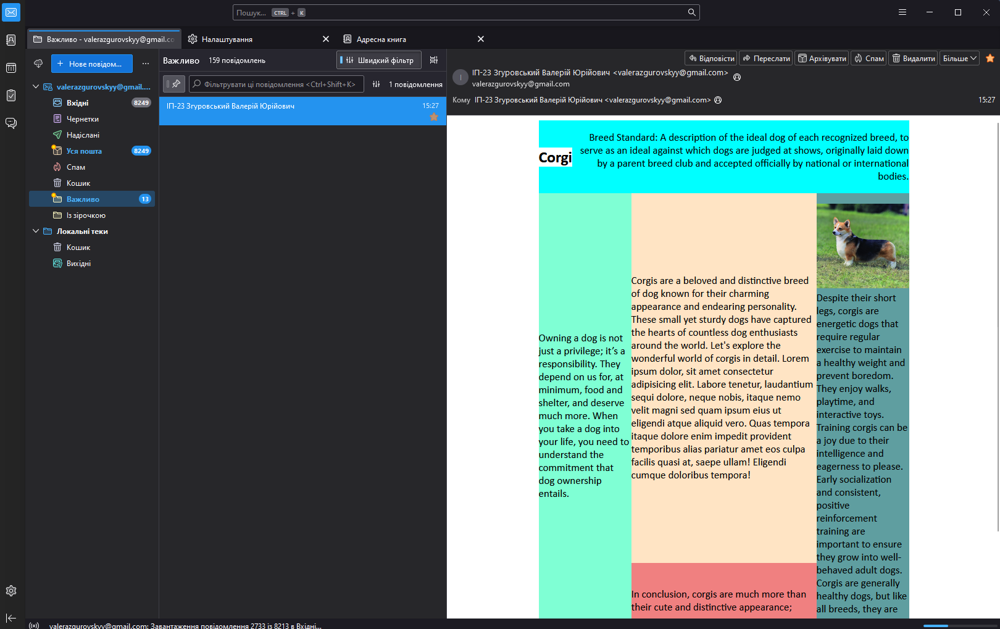 Пошук... CTRL + K
Важливо - valerazgurovskyy@gmail.co
Налаштування
Адресна книга
Нове повідом...
valerazgurovskyy@gmail....
Вхідні 8249
Чернетки
Надіслані
Уся пошта 8249
Спам
Кошик
Важливо 13
Із зірочкою
Локальні теки
Кошик
Вихідні
Важливо 159 повідомлень Швидкий фільтр
Фільтрувати ці повідомлення <Ctrl+Shift+K> 1 повідомлення
ІП-23 Згуровський Валерій Юрійович 15:27
Відповісти Переслати Архівувати Спам Видалити Більше
І
ІП-23 Згуровський Валерій Юрійович <valerazgurovskyy@gmail.com>
valerazgurovskyy@gmail.com
Кому ІП-23 Згуровський Валерій Юрійович <valerazgurovskyy@gmail.com> 15:27
Corgi
Breed Standard: A description of the ideal dog of each recognized breed, to
serve as an ideal against which dogs are judged at shows, originally laid down
by a parent breed club and accepted officially by national or international
bodies.
Owning a dog is not
just a privilege; it’s a
responsibility. They
depend on us for, at
minimum, food and
shelter, and deserve
much more. When
you take a dog into
your life, you need to
understand the
commitment that
dog ownership
entails.
Corgis are a beloved and distinctive breed
of dog known for their charming
appearance and endearing personality.
These small yet sturdy dogs have captured
the hearts of countless dog enthusiasts
around the world. Let's explore the
wonderful world of corgis in detail. Lorem
ipsum dolor, sit amet consectetur
adipisicing elit. Labore tenetur, laudantium
sequi dolore, neque nobis, itaque nemo
velit magni sed quam ipsum eius ut
eligendi atque aliquid vero. Quas tempora
itaque dolore enim impedit provident
temporibus alias pariatur amet eos culpa
facilis quasi at, saepe ullam! Eligendi
cumque doloribus tempora!
In conclusion, corgis are much more than
their cute and distinctive appearance;
Despite their short
legs, corgis are
energetic dogs that
require regular
exercise to maintain
a healthy weight and
prevent boredom.
They enjoy walks,
playtime, and
interactive toys.
Training corgis can be
a joy due to their
intelligence and
eagerness to please.
Early socialization
and consistent,
positive
reinforcement
training are
important to ensure
they grow into well-
behaved adult dogs.
Corgis are generally
healthy dogs, but like
all breeds, they are
valerazgurovskyy@gmail.com: Завантаження повідомлення 2733 із 8213 в Вхідні...